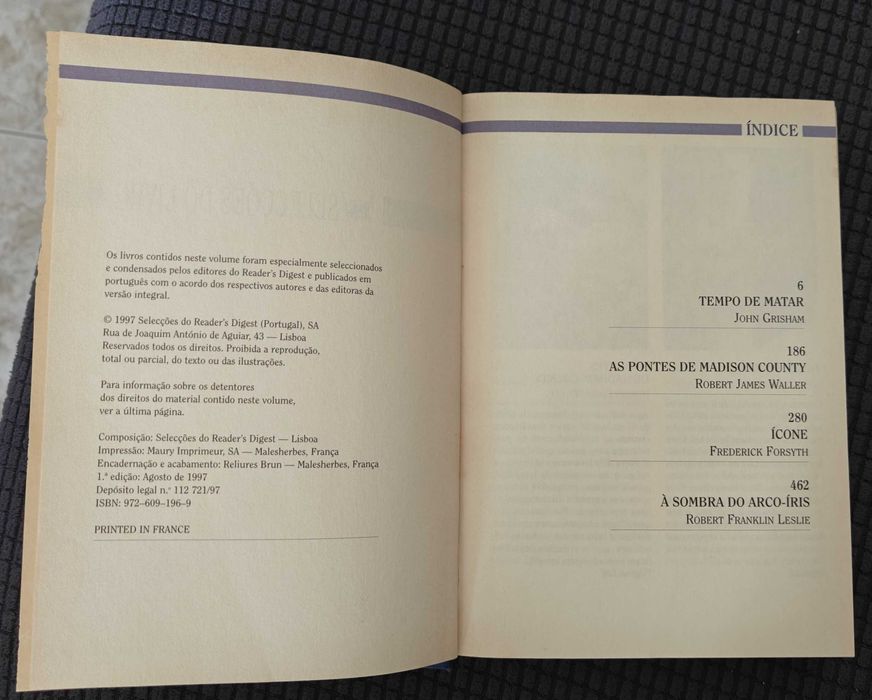 Os livros contidos neste volume foram especialmente seleccionados
e condensados pelos editores do Reader's Digest e publicados em
português com o acordo dos respectivos autores e das editoras da
versão integral.
© 1997 Selecções do Reader's Digest (Portugal), SA
Rua de Joaquim António de Aguiar, 43 — Lisboa
Reservados todos os direitos. Proibida a reprodução,
total ou parcial, do texto ou das ilustrações.
Para informação sobre os detentores
dos direitos do material contido neste volume,
ver a última página.
Composição: Selecções do Reader's Digest — Lisboa
Impressão: Maury Imprimeur, SA — Malesherbes, França
Encadernação e acabamento: Reliures Brun — Malesherbes, França
1.ª edição: Agosto de 1997
Depósito legal n.º 112 721/97
ISBN: 972–609–196–9
PRINTED IN FRANCE
ÍNDICE
6
TEMPO DE MATAR
JOHN GRISHAM
186
AS PONTES DE MADISON COUNTY
ROBERT JAMES WALLER
280
ÍCONE
FREDERICK FORSYTH
462
À SOMBRA DO ARCO-ÍRIS
ROBERT FRANKLIN LESLIE